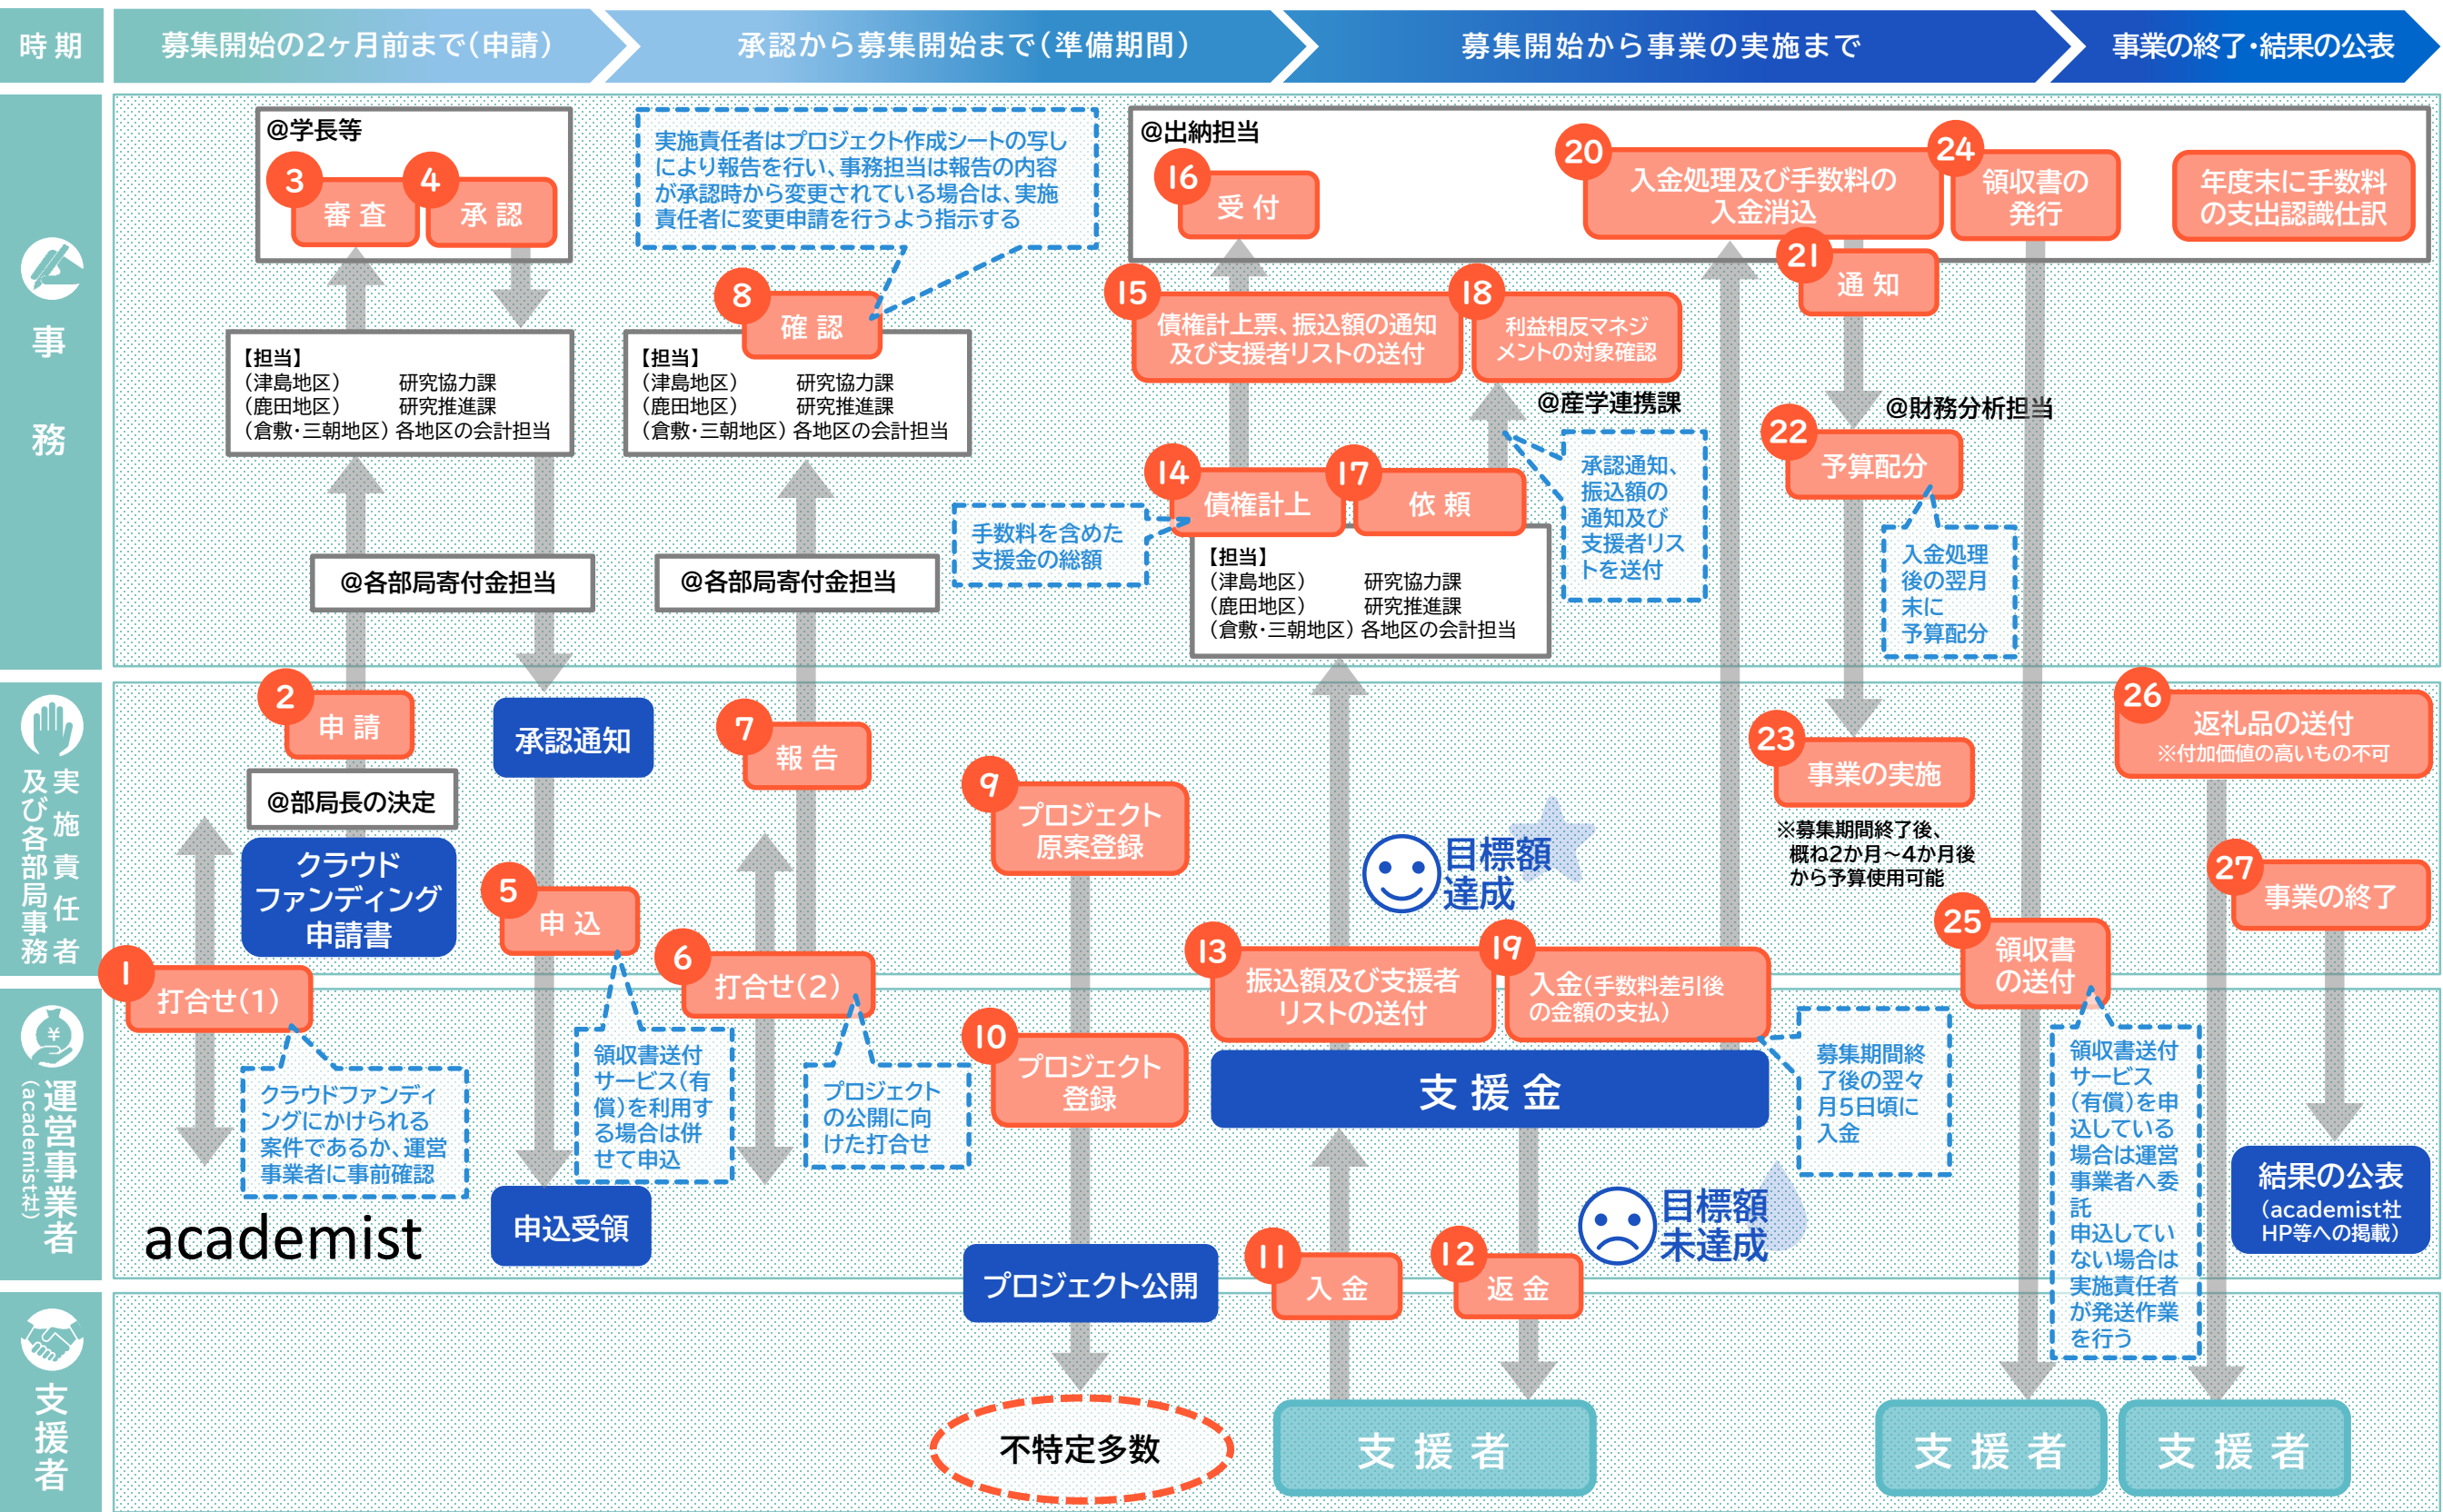 時期
募集開始の2ヶ月前まで（申請）
承認から募集開始まで（準備期間）
募集開始から事業の実施まで
事業の終了・結果の公表
事務
@学長等
3
審査
4
承認
【担当】
（津島地区） 研究協力課
（鹿田地区） 研究推進課
（倉敷・三朝地区） 各地区の会計担当
@各部局寄付金担当
実施責任者はプロジェクト作成シートの写し
により報告を行い、事務担当は報告の内容
が承認時から変更されている場合は、実施
責任者に変更申請を行うよう指示する
8
確認
【担当】
（津島地区） 研究協力課
（鹿田地区） 研究推進課
（倉敷・三朝地区） 各地区の会計担当
@各部局寄付金担当
@出納担当
16
受付
20
入金処理及び手数料の
入金消込
24
領収書の
発行
年度末に手数料
の支出認識仕訳
21
通知
15
債権計上票、振込額の通知
及び支援者リストの送付
18
利益相反マネジ
メントの対象確認
@産学連携課
承認通知、
振込額の
通知及び
支援者リス
トを送付
14
債権計上
17
依頼
手数料を含めた
支援金の総額
【担当】
（津島地区） 研究協力課
（鹿田地区） 研究推進課
（倉敷・三朝地区） 各地区の会計担当
@財務分析担当
22
予算配分
入金処理
後の翌月
末に
予算配分
実施責任者
及び各部局事務
2
申請
@部局長の決定
クラウド
ファンディング
申請書
1
打合せ(1)
承認通知
5
申込
7
報告
6
打合せ(2)
9
プロジェクト
原案登録
目標額
達成
13
振込額及び支援者
リストの送付
19
入金(手数料差引後
の金額の支払)
23
事業の実施
※募集期間終了後、
概ね2か月～4か月後
から予算使用可能
25
領収書
の送付
26
返礼品の送付
※付加価値の高いもの不可
27
事業の終了
運営事業者
（academist社）
クラウドファンディ
ングにかけられる
案件であるか、運営
事業者に事前確認
academist
領収書送付
サービス(有
償)を利用す
る場合は併
せて申込
申込受領
プロジェクト
の公開に向
けた打合せ
10
プロジェクト
登録
プロジェクト公開
支援金
11
入金
12
返金
目標額
未達成
募集期間終
了後の翌々
月5日頃に
入金
領収書送付
サービス
(有償)を申
込している
場合は運営
事業者へ委
託
申込してい
ない場合は
実施責任者
が発送作業
を行う
結果の公表
(academist社
HP等への掲載)
支援者
不特定多数
支援者
支援者
支援者